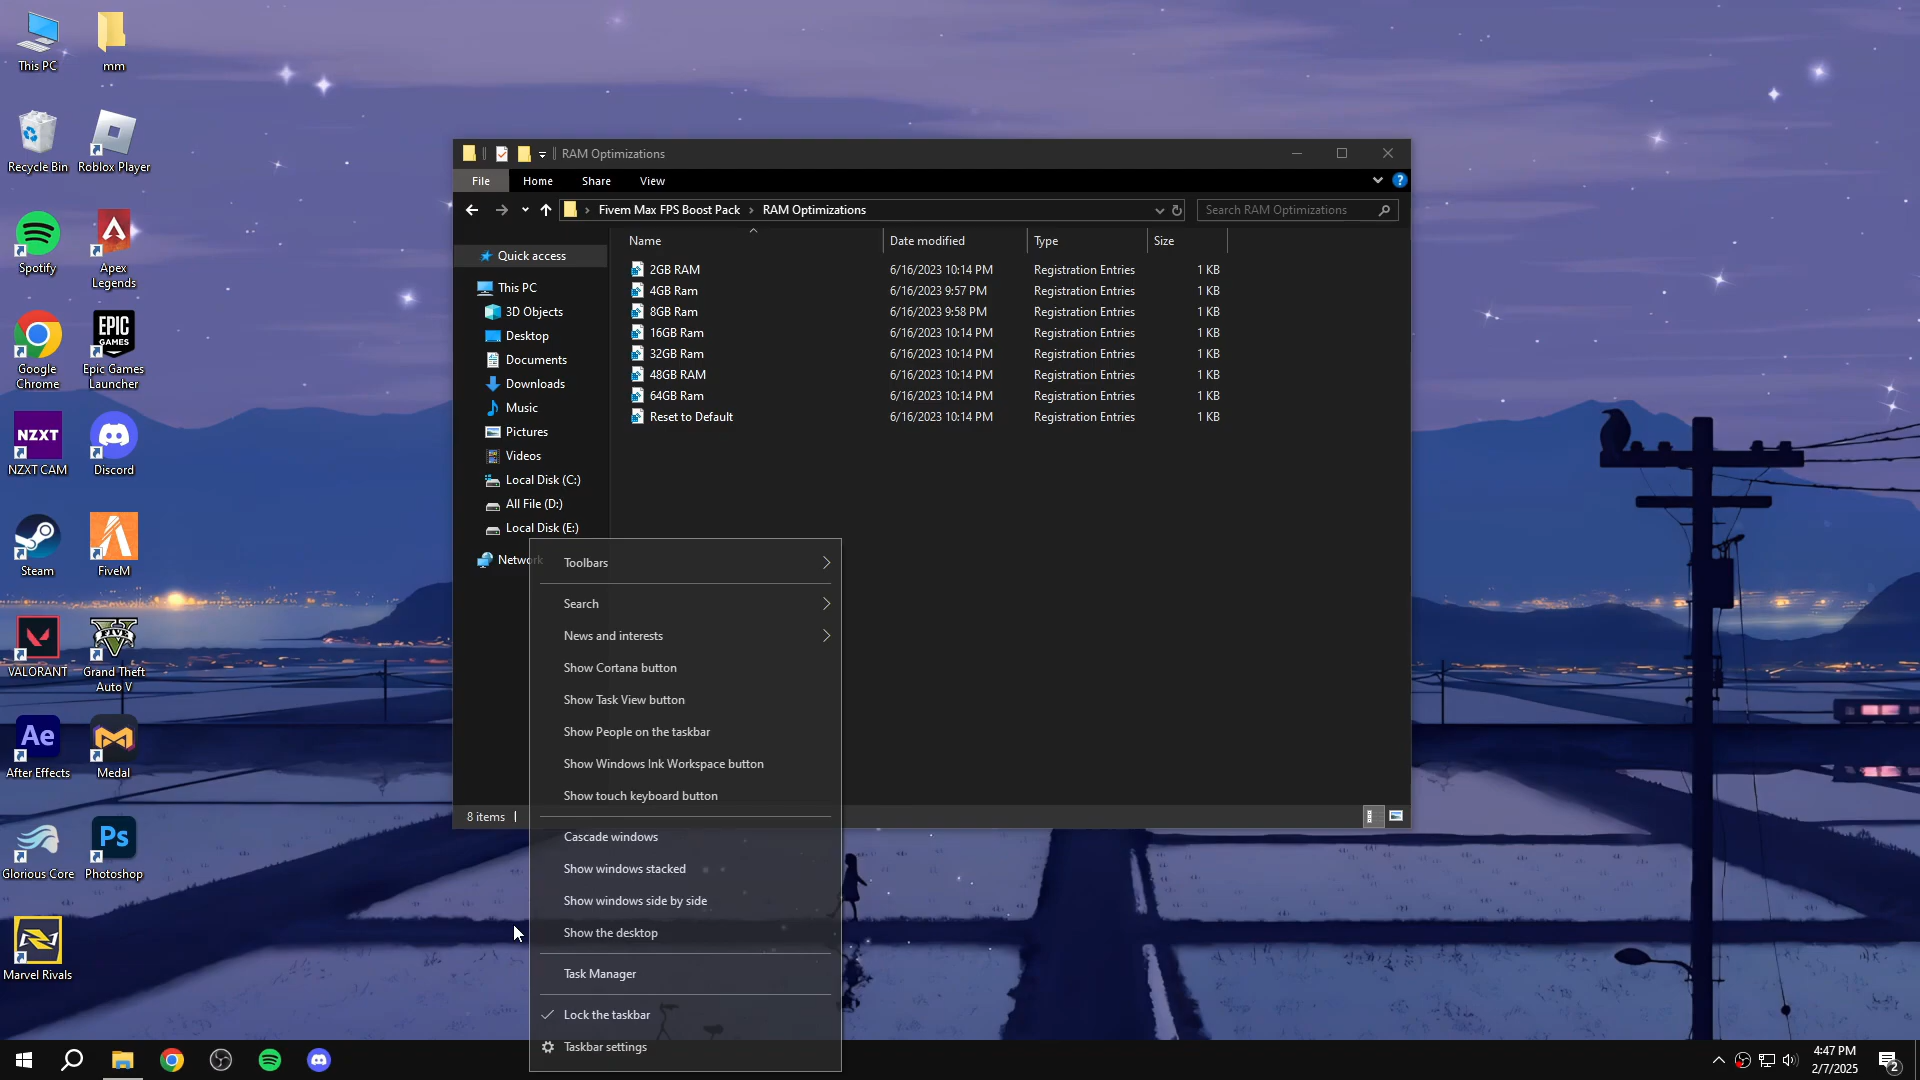 This PC
mm
Recycle Bin
Roblox Player
Spotify
Apex
Legends
EPIC
GAMES
Google
Chrome
Epic Games
Launcher
NZXT
NZXT CAM
Discord
Steam
FiveM
FIVE
VALORANT
Grand Theft
Auto V
Ae
After Effects
Medal
Ps
Glorious Core
Photoshop
Marvel Rivals
RAM Optimizations
File
Home
Share
View
?
Fivem Max FPS Boost Pack › RAM Optimizations
Search RAM Optimizations
Quick access
This PC
3D Objects
Desktop
Documents
Downloads
Music
Pictures
Videos
Local Disk (C:)
All File (D:)
Local Disk (E:)
Network
Name Date modified Type Size
2GB RAM 6/16/2023 10:14 PM Registration Entries 1 KB
4GB Ram 6/16/2023 9:57 PM Registration Entries 1 KB
8GB Ram 6/16/2023 9:58 PM Registration Entries 1 KB
16GB Ram 6/16/2023 10:14 PM Registration Entries 1 KB
32GB Ram 6/16/2023 10:14 PM Registration Entries 1 KB
48GB RAM 6/16/2023 10:14 PM Registration Entries 1 KB
64GB Ram 6/16/2023 10:14 PM Registration Entries 1 KB
Reset to Default 6/16/2023 10:14 PM Registration Entries 1 KB
8 items
Toolbars
Search
News and interests
Show Cortana button
Show Task View button
Show People on the taskbar
Show Windows Ink Workspace button
Show touch keyboard button
Cascade windows
Show windows stacked
Show windows side by side
Show the desktop
Task Manager
Lock the taskbar
Taskbar settings
4:47 PM
2/7/2025
2